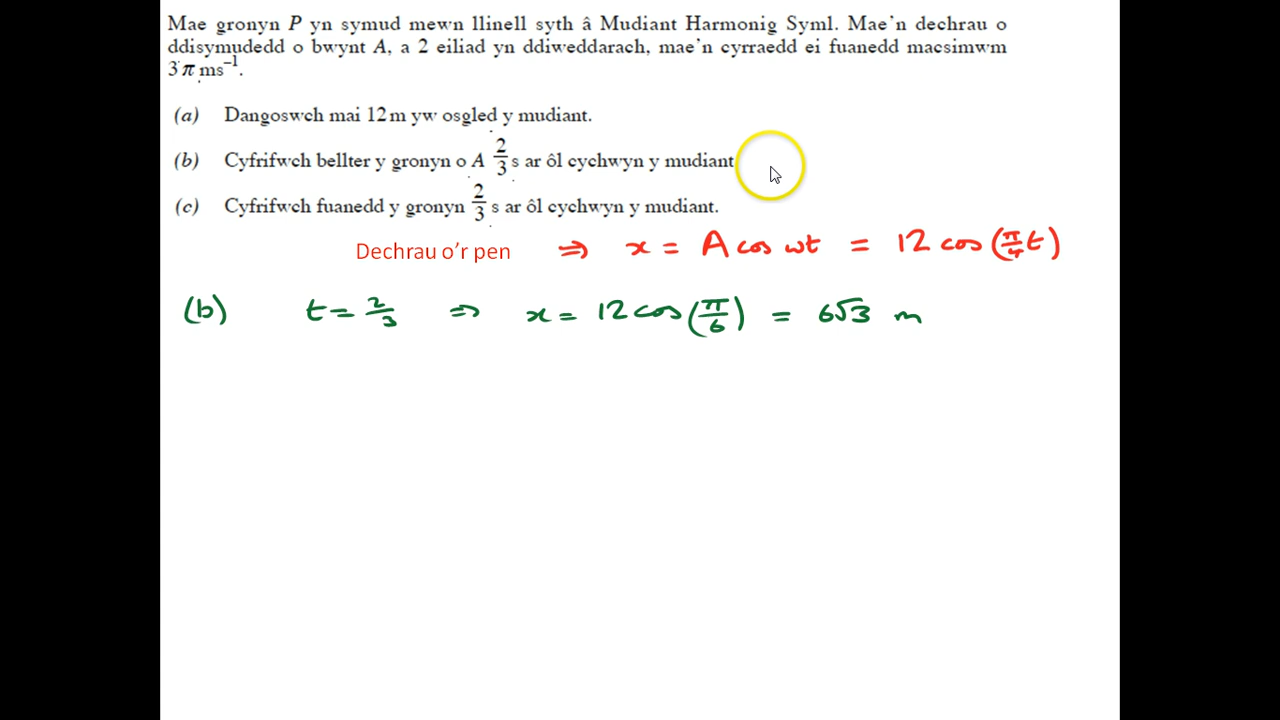 Mae gronyn P yn symud mewn llinell syth â Mudiant Harmonig Syml. Mae'n dechrau o
ddisymudedd o bwynt A, a 2 eiliad yn ddiweddarach, mae'n cyrraedd ei fuanedd macsimwm
3π ms⁻¹.
(a) Dangoswch mai 12 m yw osgled y mudiant.
(b) Cyfrifwch bellter y gronyn o A 2/3 s ar ôl cychwyn y mudiant
(c) Cyfrifwch fuanedd y gronyn 2/3 s ar ôl cychwyn y mudiant.
Dechrau o'r pen ⇒ x = A cos ωt = 12 cos(π/4 t)
(b) t = 2/3 ⇒ x = 12 cos(π/6) = 6√3 m